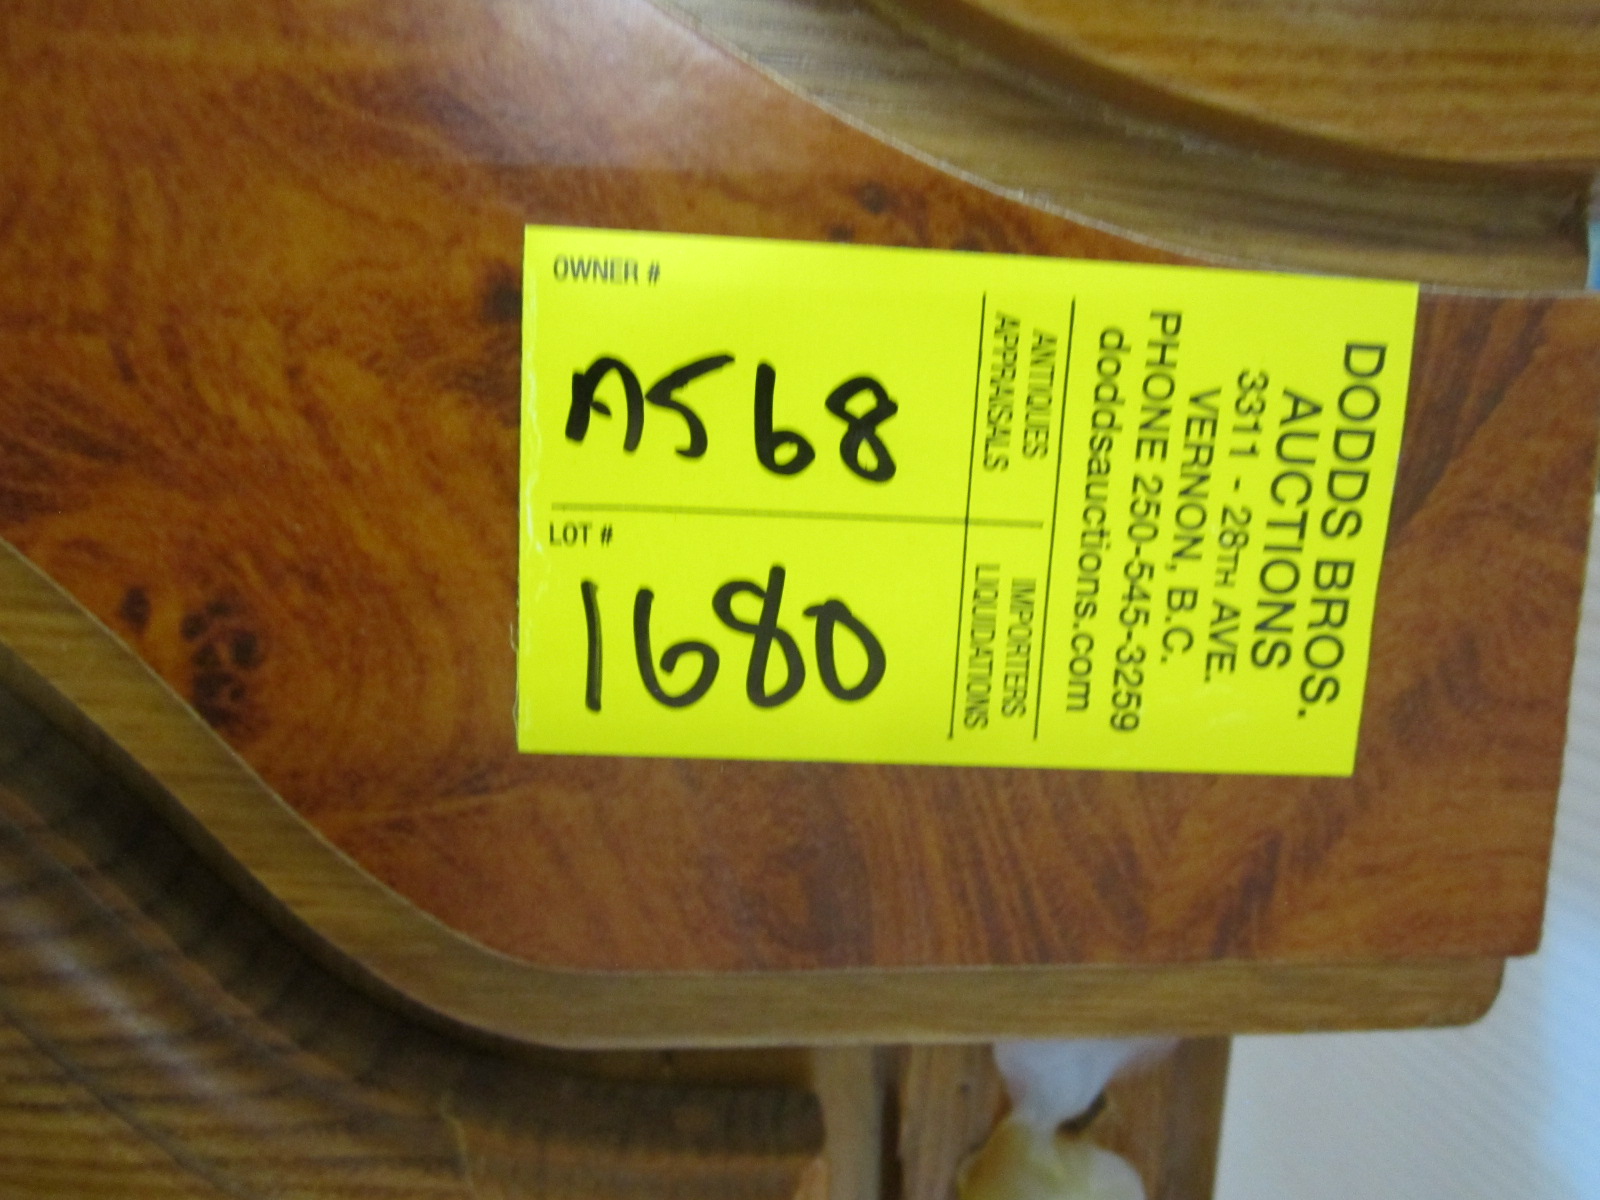 DODDS BROS.
AUCTIONS
3311 - 28TH AVE.
VERNON, B.C.
PHONE 250-545-3259
doddsauctions.com
ANTIQUES
APPRAISALS
IMPORTERS
LIQUIDATIONS
OWNER #
A568
LOT #
1680